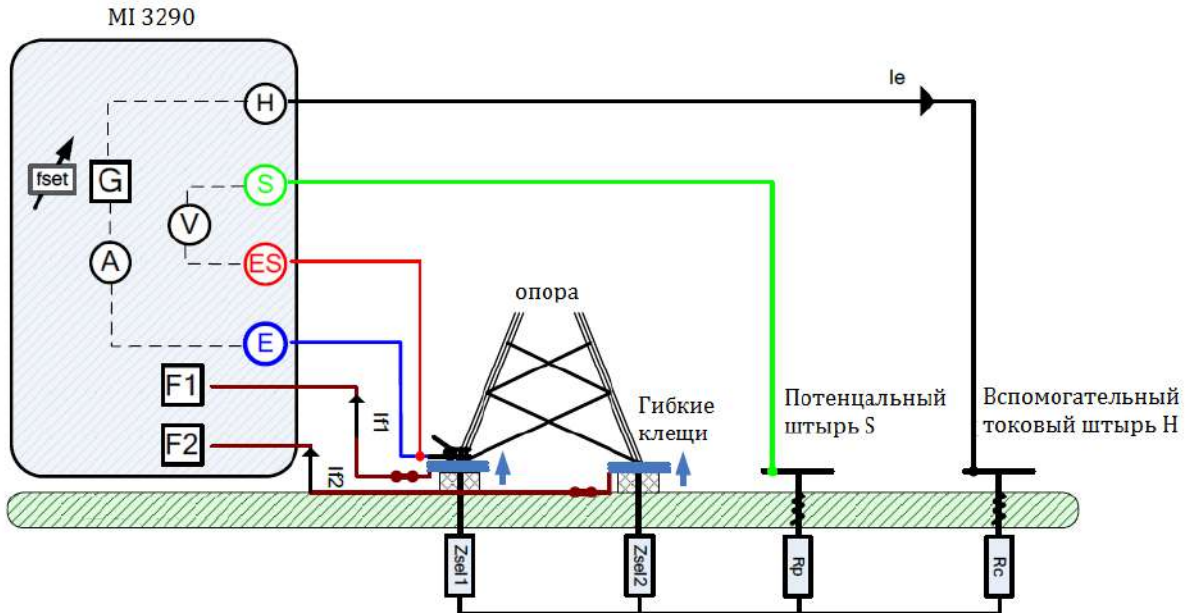 MI 3290
H
Ie
fset
G
S
V
A
ES
E
опора
F1
If1
F2
If2
Гибкие
клещи
Потенцальный
штырь S
Вспомогательный
токовый штырь H
Zsel1
Zsel2
Rp
Rc